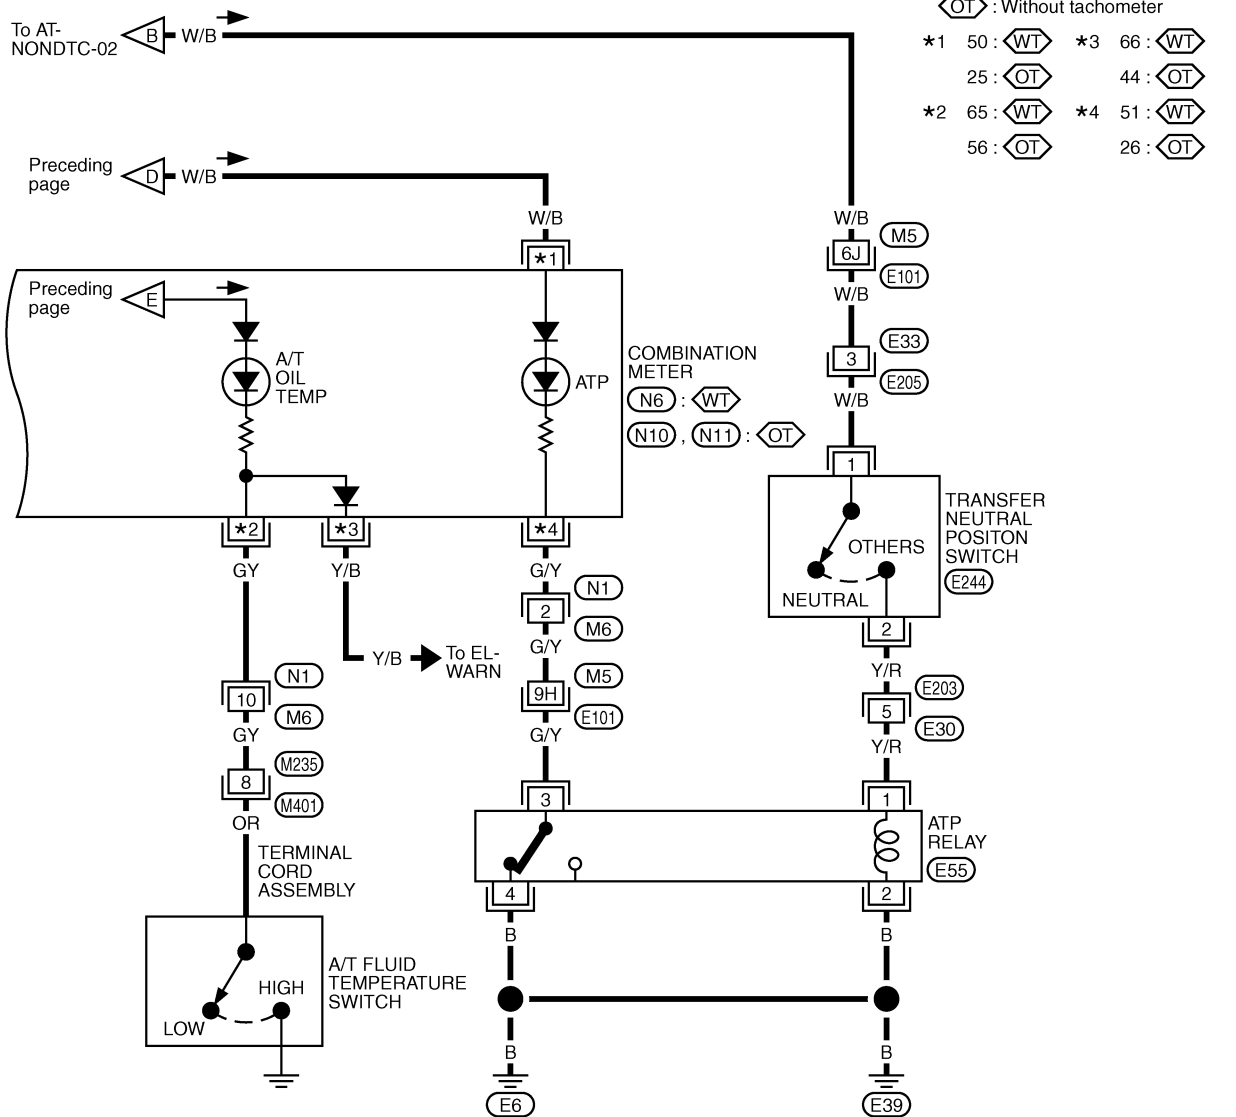 OT : Without tachometer
To AT-
NONDTC-02
B W/B
*1 50 : WT *3 66 : WT
25 : OT 44 : OT
*2 65 : WT *4 51 : WT
56 : OT 26 : OT
Preceding
page
D W/B
W/B
*1
W/B
6J
M5
E101
W/B
Preceding
page
E
A/T
OIL
TEMP
ATP
COMBINATION
METER
N6 : WT
N10 , N11 : OT
3
E33
E205
W/B
1
TRANSFER
NEUTRAL
POSITON
SWITCH
E244
OTHERS
NEUTRAL
2
*2
*3
*4
GY
Y/B
G/Y
2
N1
M6
G/Y
Y/B
To EL-
WARN
Y/R
5
E203
E30
Y/R
10
N1
M6
GY
9H
M5
E101
G/Y
8
M235
M401
OR
3
1
ATP
RELAY
E55
TERMINAL
CORD
ASSEMBLY
4
2
B
B
A/T FLUID
TEMPERATURE
SWITCH
HIGH
LOW
B
B
E6
E39